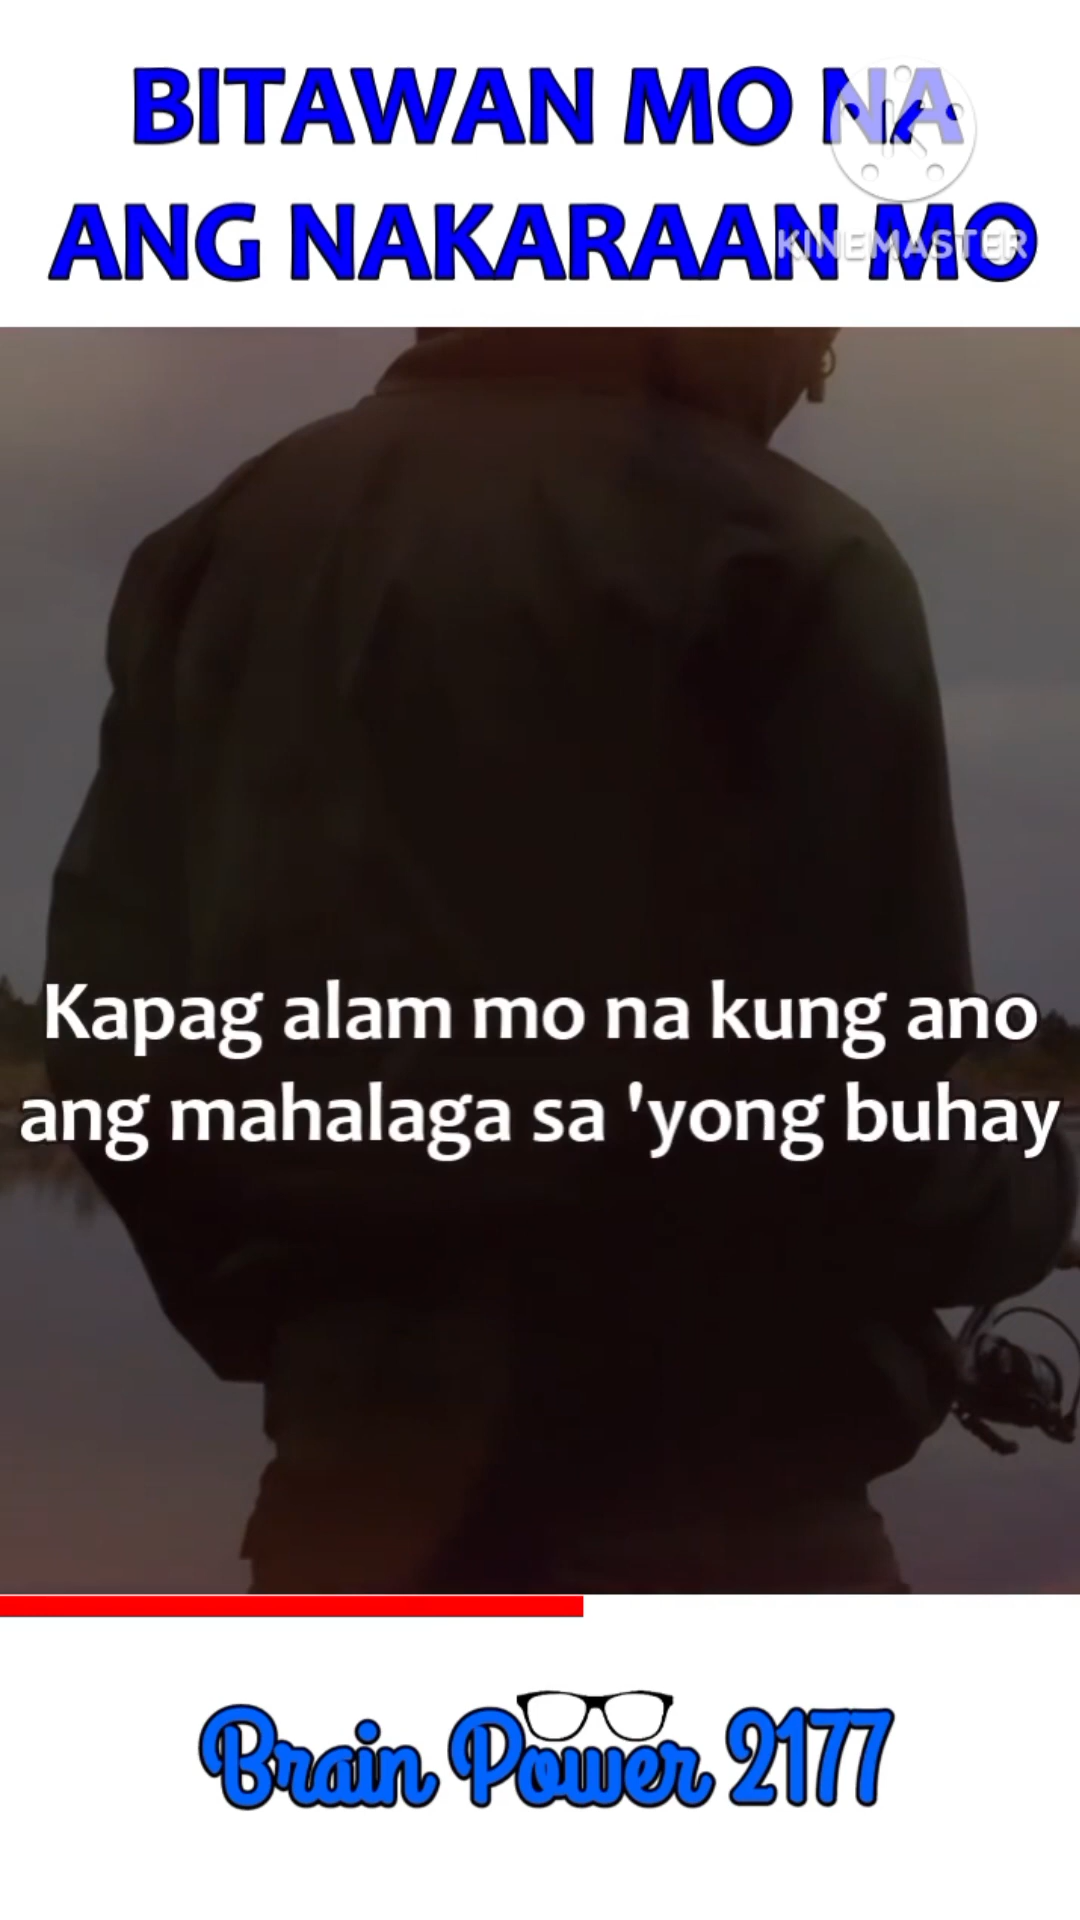 BITAWAN MO NA
ANG NAKARAAN MO
KINEMASTER
Kapag alam mo na kung ano
ang mahalaga sa 'yong buhay
Brain Power 2177